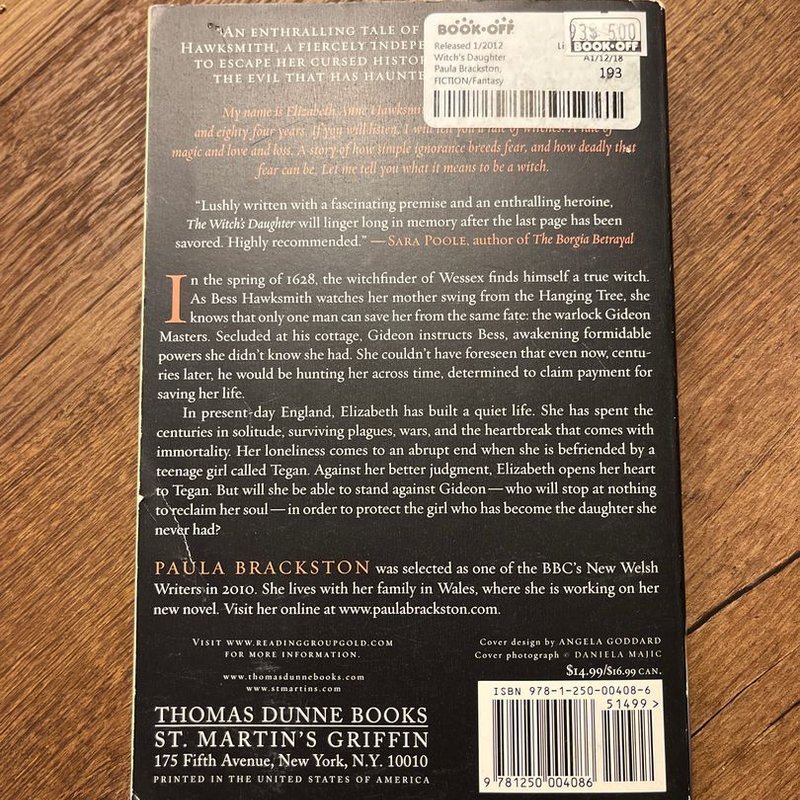 "AN ENTHRALLING TALE OF
HAWKSMITH, A FIERCELY INDEPE
TO ESCAPE HER CURSED HISTOR
THE EVIL THAT HAS HAUNTE
BOOK·OFF
Released 1/2012
Witch's Daughter
Paula Brackston,
FICTION/Fantasy
Li
500
BOOK·OFF
A1/12/18
193
My name is Elizabeth Anne Hawksmi
and eighty-four years. If you will listen, I will tell you a tale of witches. A tale of
magic and love and loss. A story of how simple ignorance breeds fear, and how deadly that
fear can be. Let me tell you what it means to be a witch.
"Lushly written with a fascinating premise and an enthralling heroine,
The Witch's Daughter will linger long in memory after the last page has been
savored. Highly recommended." —SARA POOLE, author of The Borgia Betrayal
In the spring of 1628, the witchfinder of Wessex finds himself a true witch.
As Bess Hawksmith watches her mother swing from the Hanging Tree, she
knows that only one man can save her from the same fate: the warlock Gideon
Masters. Secluded at his cottage, Gideon instructs Bess, awakening formidable
powers she didn't know she had. She couldn't have foreseen that even now, centu-
ries later, he would be hunting her across time, determined to claim payment for
saving her life.
In present-day England, Elizabeth has built a quiet life. She has spent the
centuries in solitude, surviving plagues, wars, and the heartbreak that comes with
immortality. Her loneliness comes to an abrupt end when she is befriended by a
teenage girl called Tegan. Against her better judgment, Elizabeth opens her heart
to Tegan. But will she be able to stand against Gideon—who will stop at nothing
to reclaim her soul—in order to protect the girl who has become the daughter she
never had?
PAULA BRACKSTON was selected as one of the BBC's New Welsh
Writers in 2010. She lives with her family in Wales, where she is working on her
new novel. Visit her online at www.paulabrackston.com.
VISIT WWW.READINGGROUPGOLD.COM
FOR MORE INFORMATION.
www.thomasdunnebooks.com
www.stmartins.com
THOMAS DUNNE BOOKS
ST. MARTIN'S GRIFFIN
175 Fifth Avenue, New York, N.Y. 10010
PRINTED IN THE UNITED STATES OF AMERICA
Cover design by ANGELA GODDARD
Cover photograph © DANIELA MAJIC
$14.99/$16.99 CAN.
ISBN 978-1-250-00408-6
51499>
9 781250 004086